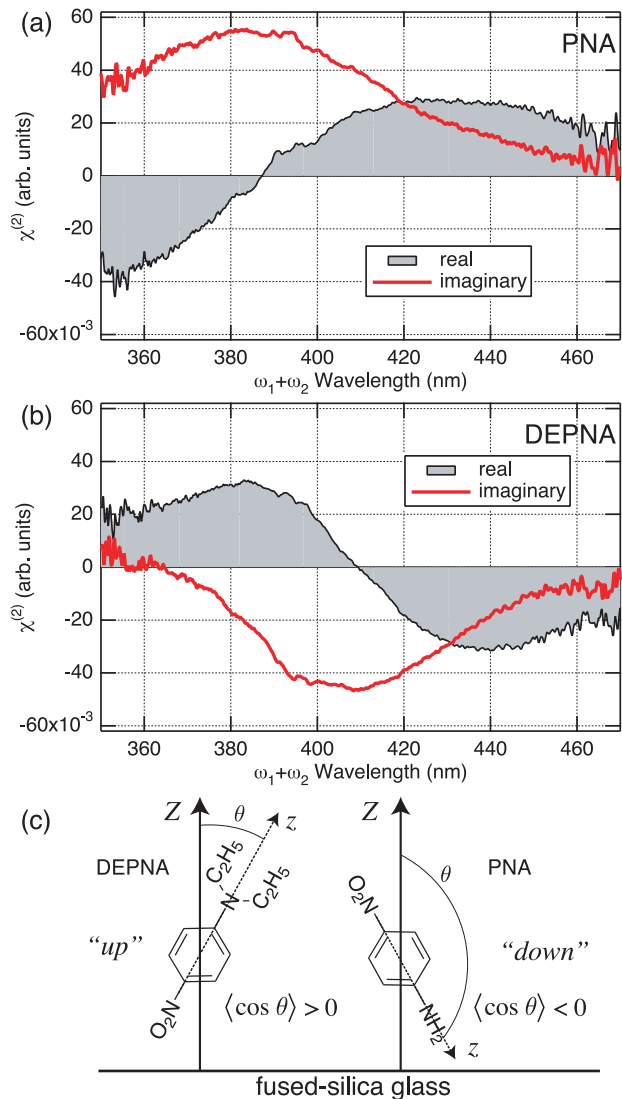 (a)
PNA
60
40
20
0
-20
-40
-60x10⁻³
χ⁽²⁾ (arb. units)
real
imaginary
360 380 400 420 440 460
ω₁+ω₂ Wavelength (nm)
(b)
DEPNA
60
40
20
0
-20
-40
-60x10⁻³
χ⁽²⁾ (arb. units)
real
imaginary
360 380 400 420 440 460
ω₁+ω₂ Wavelength (nm)
(c)
Z θ z
DEPNA
C₂H₅
N
C₂H₅
"up"
O₂N
⟨cos θ⟩ > 0
Z θ
PNA
O₂N
"down"
NH₂
z
⟨cos θ⟩ < 0
fused-silica glass